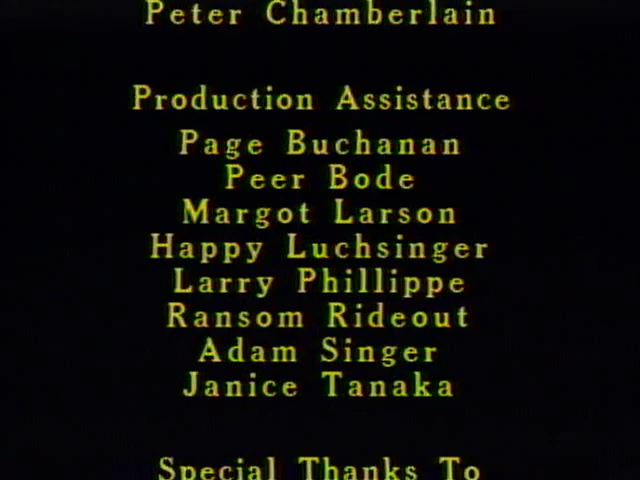 Peter Chamberlain
Production Assistance
Page Buchanan
Peer Bode
Margot Larson
Happy Luchsinger
Larry Phillippe
Ransom Rideout
Adam Singer
Janice Tanaka
Special Thanks To